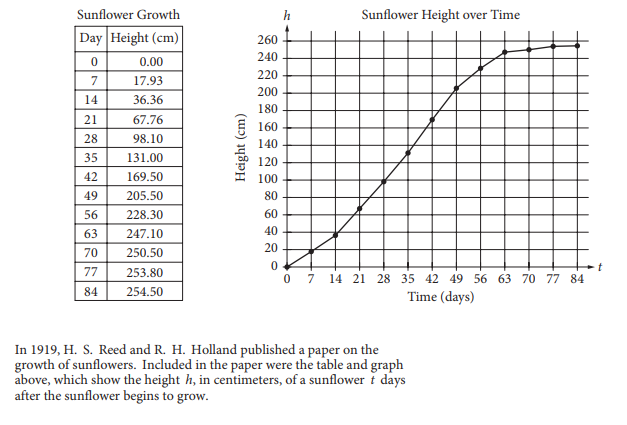 Sunflower Growth
Day Height (cm)
0 0.00
7 17.93
14 36.36
21 67.76
28 98.10
35 131.00
42 169.50
49 205.50
56 228.30
63 247.10
70 250.50
77 253.80
84 254.50
Sunflower Height over Time
h
260
240
220
200
180
160
140
120
100
80
60
40
20
0
Height (cm)
0 7 14 21 28 35 42 49 56 63 70 77 84
t
Time (days)
In 1919, H. S. Reed and R. H. Holland published a paper on the
growth of sunflowers. Included in the paper were the table and graph
above, which show the height h, in centimeters, of a sunflower t days
after the sunflower begins to grow.